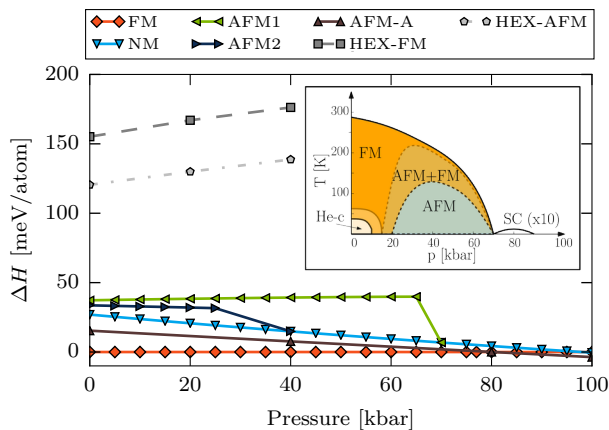 FM AFM1 AFM-A HEX-AFM
NM AFM2 HEX-FM
ΔH [meV/atom]
200
150
100
50
0
0 20 40 60 80 100
Pressure [kbar]
T [K]
300
200
100
FM
AFM±FM
AFM
He-c
SC (x10)
0 20 40 60 80 100
p [kbar]